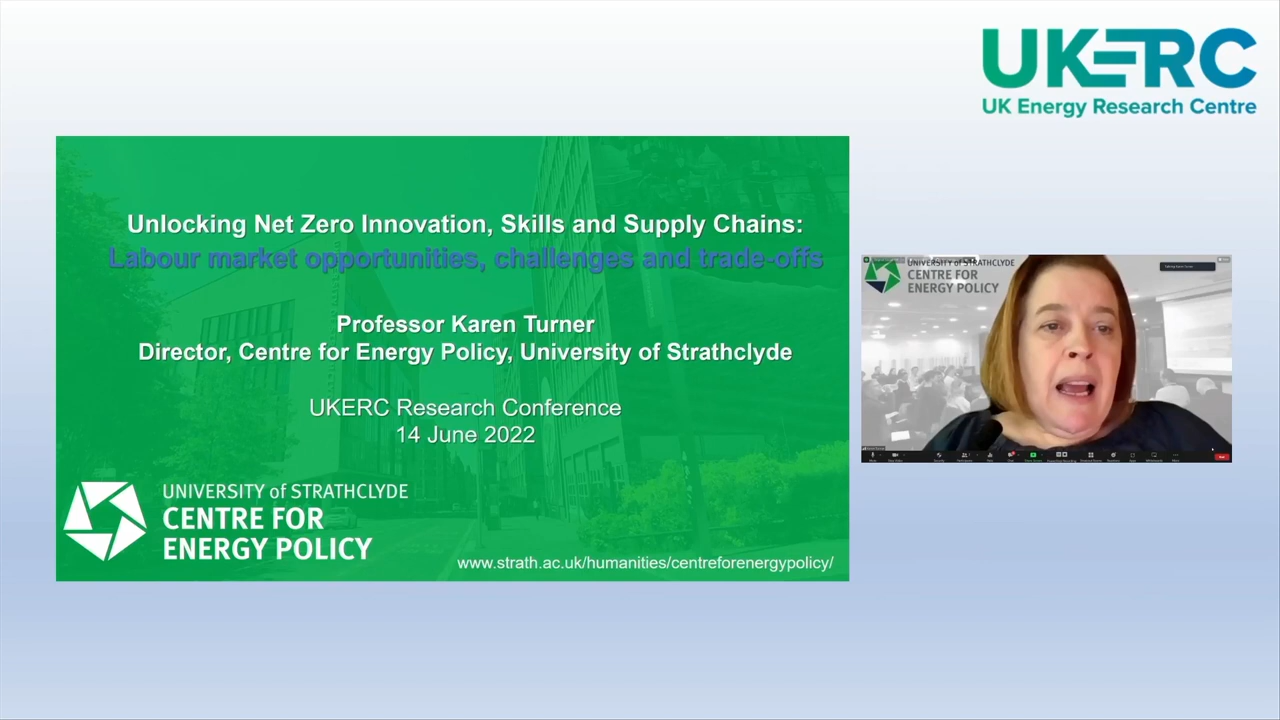 UKERC
UK Energy Research Centre
Unlocking Net Zero Innovation, Skills and Supply Chains:
Labour market opportunities, challenges and trade-offs
Professor Karen Turner
Director, Centre for Energy Policy, University of Strathclyde
UKERC Research Conference
14 June 2022
UNIVERSITY of STRATHCLYDE
CENTRE FOR
ENERGY POLICY
www.strath.ac.uk/humanities/centreforenergypolicy/
UNIVERSITY of STRATHCLYDE
CENTRE FOR
ENERGY POLICY